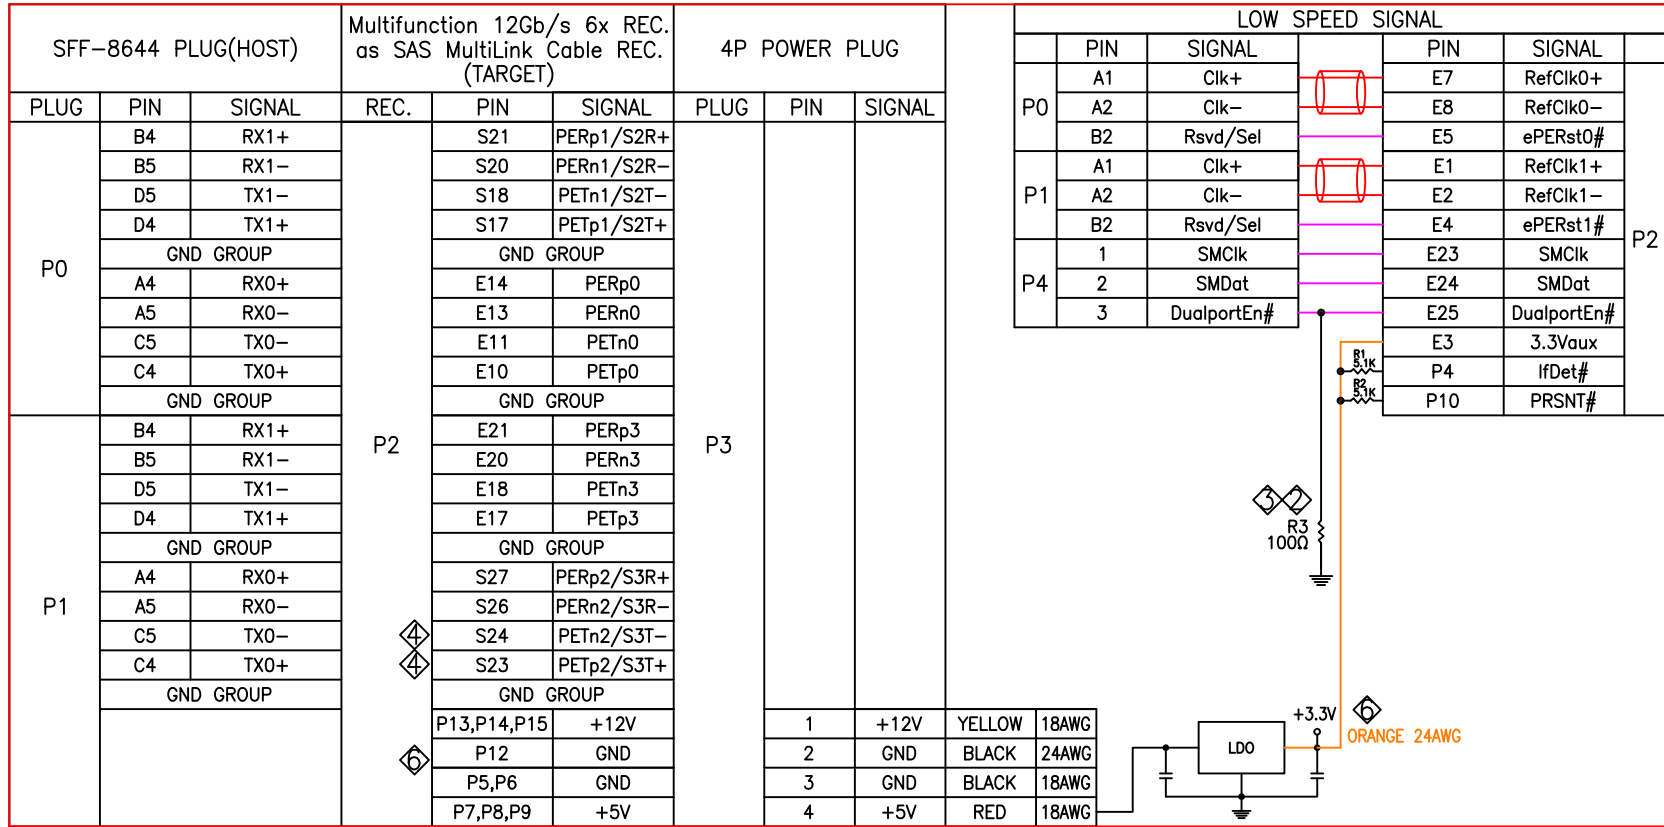 SFF-8644 PLUG(HOST)
Multifunction 12Gb/s 6x REC.
as SAS MultiLink Cable REC.
(TARGET)
4P POWER PLUG
PLUG PIN SIGNAL REC. PIN SIGNAL PLUG PIN SIGNAL
P0
B4 RX1+ S21 PERp1/S2R+
B5 RX1- S20 PERn1/S2R-
D5 TX1- S18 PETn1/S2T-
D4 TX1+ S17 PETp1/S2T+
GND GROUP GND GROUP
A4 RX0+ E14 PERp0
A5 RX0- E13 PERn0
C5 TX0- E11 PETn0
C4 TX0+ E10 PETp0
GND GROUP GND GROUP
P1
P2
P3
B4 RX1+ E21 PERp3
B5 RX1- E20 PERn3
D5 TX1- E18 PETn3
D4 TX1+ E17 PETp3
GND GROUP GND GROUP
A4 RX0+ S27 PERp2/S3R+
A5 RX0- S26 PERn2/S3R-
C5 TX0- 4 S24 PETn2/S3T-
C4 TX0+ 4 S23 PETp2/S3T+
GND GROUP GND GROUP
P13,P14,P15 +12V 1 +12V YELLOW 18AWG
6 P12 GND 2 GND BLACK 24AWG
P5,P6 GND 3 GND BLACK 18AWG
P7,P8,P9 +5V 4 +5V RED 18AWG
LOW SPEED SIGNAL
PIN SIGNAL PIN SIGNAL
P0
A1 Clk+ E7 RefClk0+
A2 Clk- E8 RefClk0-
B2 Rsvd/Sel E5 ePERst0#
P1
A1 Clk+ E1 RefClk1+
A2 Clk- E2 RefClk1-
B2 Rsvd/Sel E4 ePERst1#
P2
P4
1 SMClk E23 SMClk
2 SMDat E24 SMDat
3 DualportEn# E25 DualportEn#
E3 3.3Vaux
R1
5.1K
P4 IfDet#
R2
5.1K
P10 PRSNT#
3 2
R3
100Ω
+3.3V 6
ORANGE 24AWG
LDO